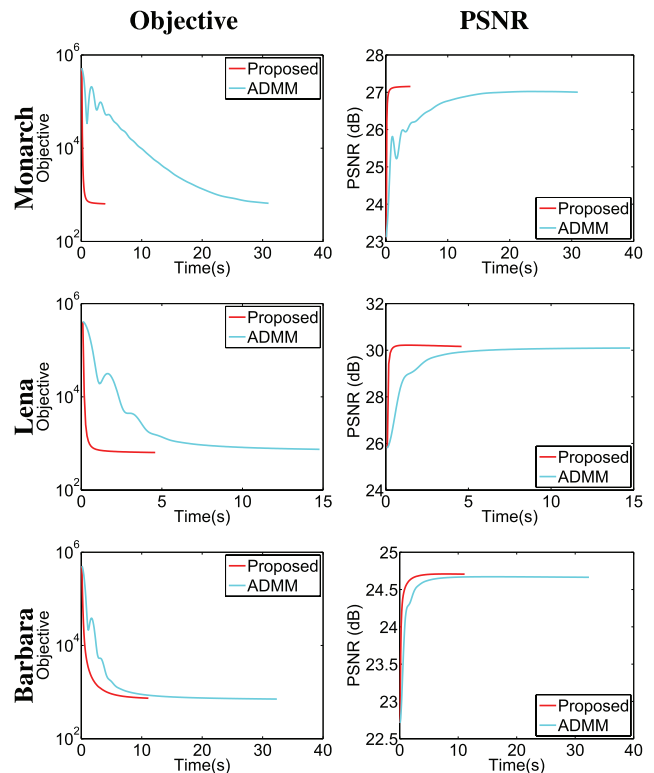 Objective
PSNR
Monarch
Objective
10^6
10^4
10^2
0
10
20
30
40
Time(s)
Proposed
ADMM
PSNR (dB)
28
27
26
25
24
23
0
10
20
30
40
Time(s)
Proposed
ADMM
Lena
Objective
10^6
10^4
10^2
0
5
10
15
Time(s)
Proposed
ADMM
PSNR (dB)
32
30
28
26
24
0
5
10
15
Time(s)
Proposed
ADMM
Barbara
Objective
10^6
10^4
10^2
0
10
20
30
40
Time(s)
Proposed
ADMM
PSNR (dB)
24.5
24
23.5
23
22.5
0
10
20
30
40
Time(s)
Proposed
ADMM